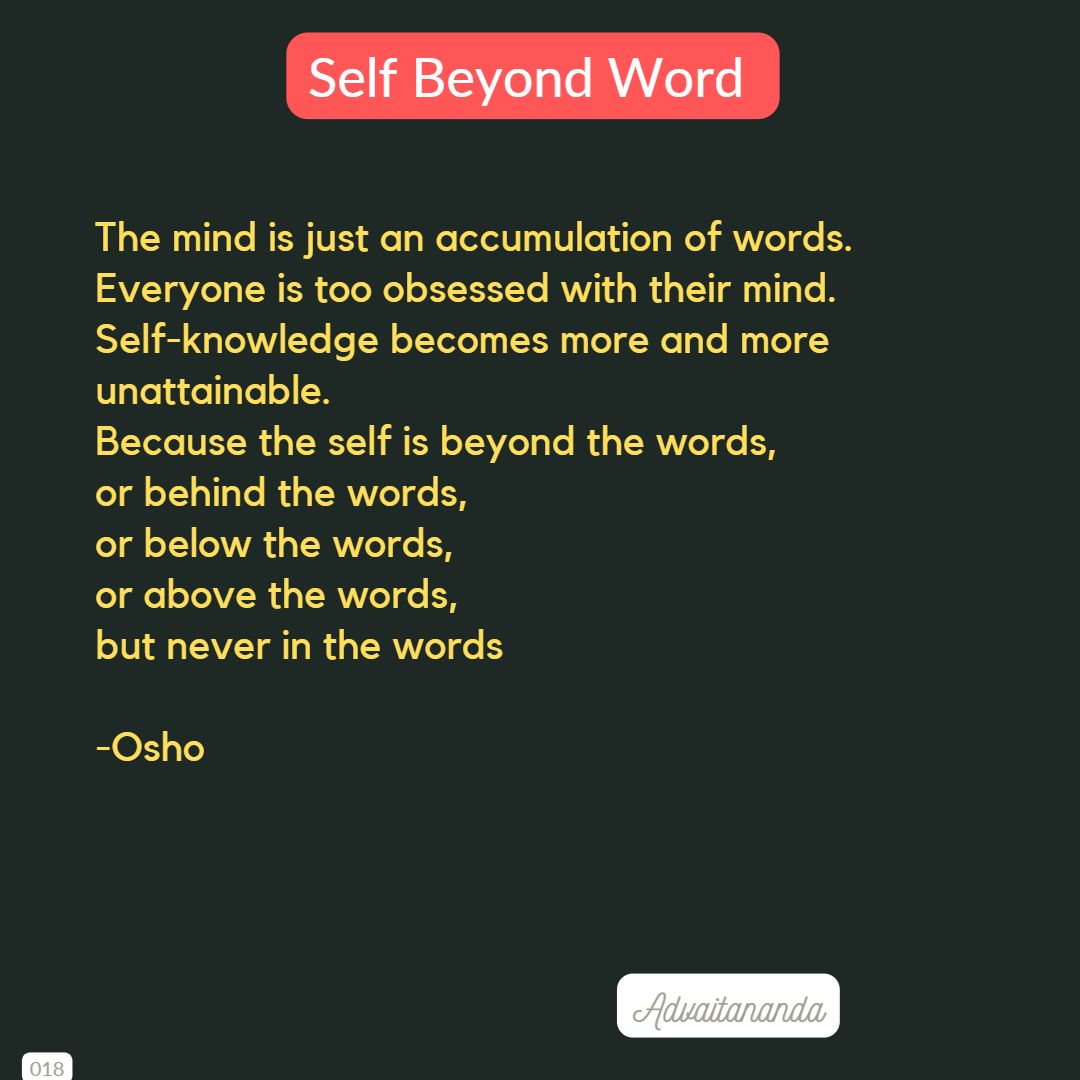 Self Beyond Word
The mind is just an accumulation of words.
Everyone is too obsessed with their mind.
Self-knowledge becomes more and more
unattainable.
Because the self is beyond the words,
or behind the words,
or below the words,
or above the words,
but never in the words
-Osho
Advaitananda
018